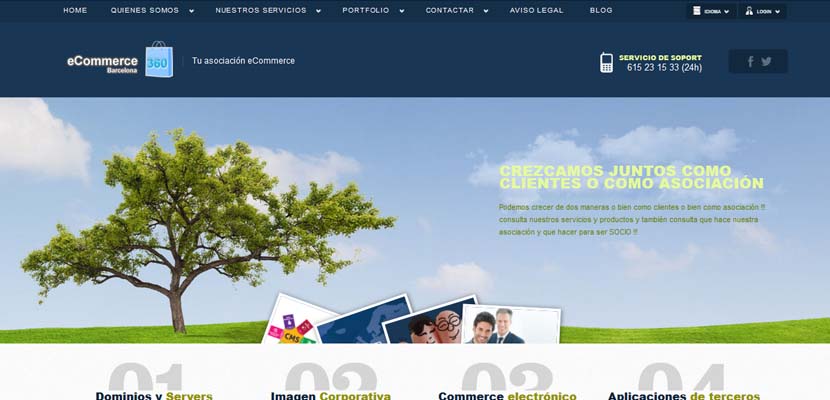 HOME QUIENES SOMOS NUESTROS SERVICIOS PORTFOLIO CONTACTAR AVISO LEGAL BLOG IDIOMA LOGIN
eCommerce
Barcelona
360
Tu asociación eCommerce
SERVICIO DE SOPORT
615 23 15 33 (24h)
CREZCAMOS JUNTOS COMO
CLIENTES O COMO ASOCIACIÓN
Podemos crecer de dos maneras o bien como clientes o bien como asociación !!!
consulta nuestros servicios y productos y también consulta que hace nuestra
asociación y que hacer para ser SOCIO !!!
CMS
01 02 03 04
Dominios y Servers Imagen Corporativa Commerce electrónico Aplicaciones de terceros